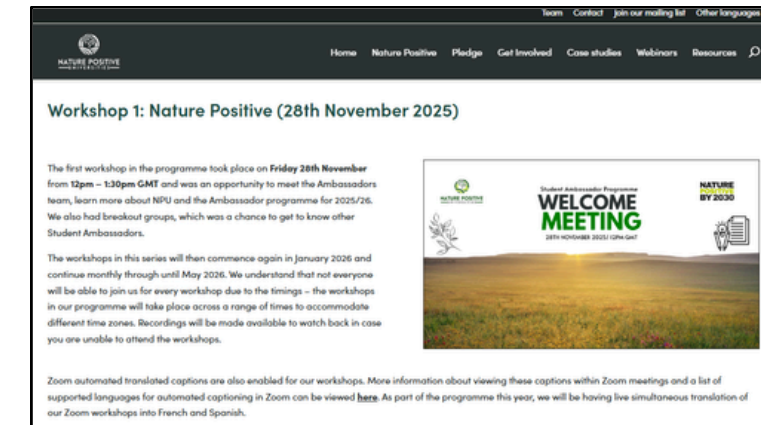 Team Contact Join our mailing list Other languages
NATURE POSITIVE
UNIVERSITIES
Home Nature Positive Pledge Get Involved Case studies Webinars Resources
Workshop 1: Nature Positive (28th November 2025)
The first workshop in the programme took place on Friday 28th November
from 12pm – 1:30pm GMT and was an opportunity to meet the Ambassadors
team, learn more about NPU and the Ambassador programme for 2025/26.
We also had breakout groups, which was a chance to get to know other
Student Ambassadors.
The workshops in this series will then commence again in January 2026 and
continue monthly through until May 2026. We understand that not everyone
will be able to join us for every workshop due to the timings – the workshops
in our programme will take place across a range of times to accommodate
different time zones. Recordings will be made available to watch back in case
you are unable to attend the workshops.
NATURE POSITIVE
Student Ambassador Programme
WELCOME
MEETING
28TH NOVEMBER 2025/ 12PM GMT
NATURE
POSITIVE
BY 2030
Zoom automated translated captions are also enabled for our workshops. More information about viewing these captions within Zoom meetings and a list of
supported languages for automated captioning in Zoom can be viewed here. As part of the programme this year, we will be having live simultaneous translation of
our Zoom workshops into French and Spanish.